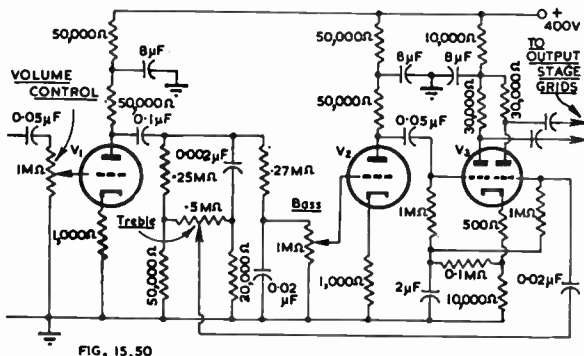 50,000Ω
8µF
VOLUME
CONTROL
50,000Ω
0·1µF
0·05µF
1MΩ
V1
1,000Ω
·25MΩ
0·002µF
·27MΩ
·5MΩ
Treble
50,000Ω
20,000Ω
0·02
µF
Bass
1MΩ
50,000Ω
8µF
50,000Ω
V2
0·05µF
1,000Ω
10,000Ω
8µF
30,000Ω
30,000Ω
+
400V
TO
OUTPUT
STAGE
GRIDS
V3
1MΩ
500Ω
1MΩ
0·1MΩ
2µF
10,000Ω
0·02µF
FIG. 15.50